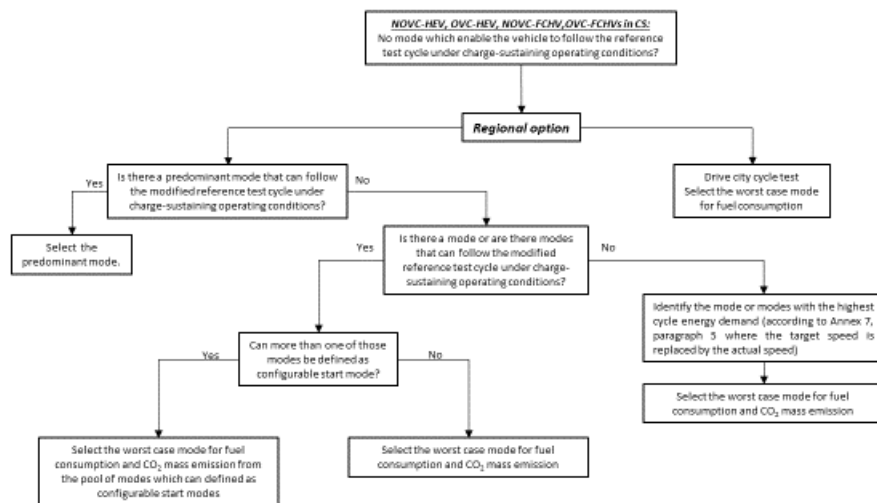 NOVC-HEV, OVC-HEV, NOVC-FCHV,OVC-FCHVs in CS:
No mode which enable the vehicle to follow the reference
test cycle under charge-sustaining operating conditions?
Regional option
Yes
Is there a predominant mode that can follow
the modified reference test cycle under
charge-sustaining operating conditions?
No
Drive city cycle test
Select the worst case mode
for fuel consumption
Select the
predominant mode.
Yes
Is there a mode or are there modes
that can follow the modified
reference test cycle under charge-
sustaining operating conditions?
No
Identify the mode or modes with the highest
cycle energy demand (according to Annex 7,
paragraph 5 where the target speed is
replaced by the actual speed)
Yes
Can more than one of those
modes be defined as
configurable start mode?
No
Select the worst case mode for fuel
consumption and CO₂ mass emission
Select the worst case mode for fuel
consumption and CO₂ mass emission from
the pool of modes which can defined as
configurable start modes
Select the worst case mode for fuel
consumption and CO₂ mass emission